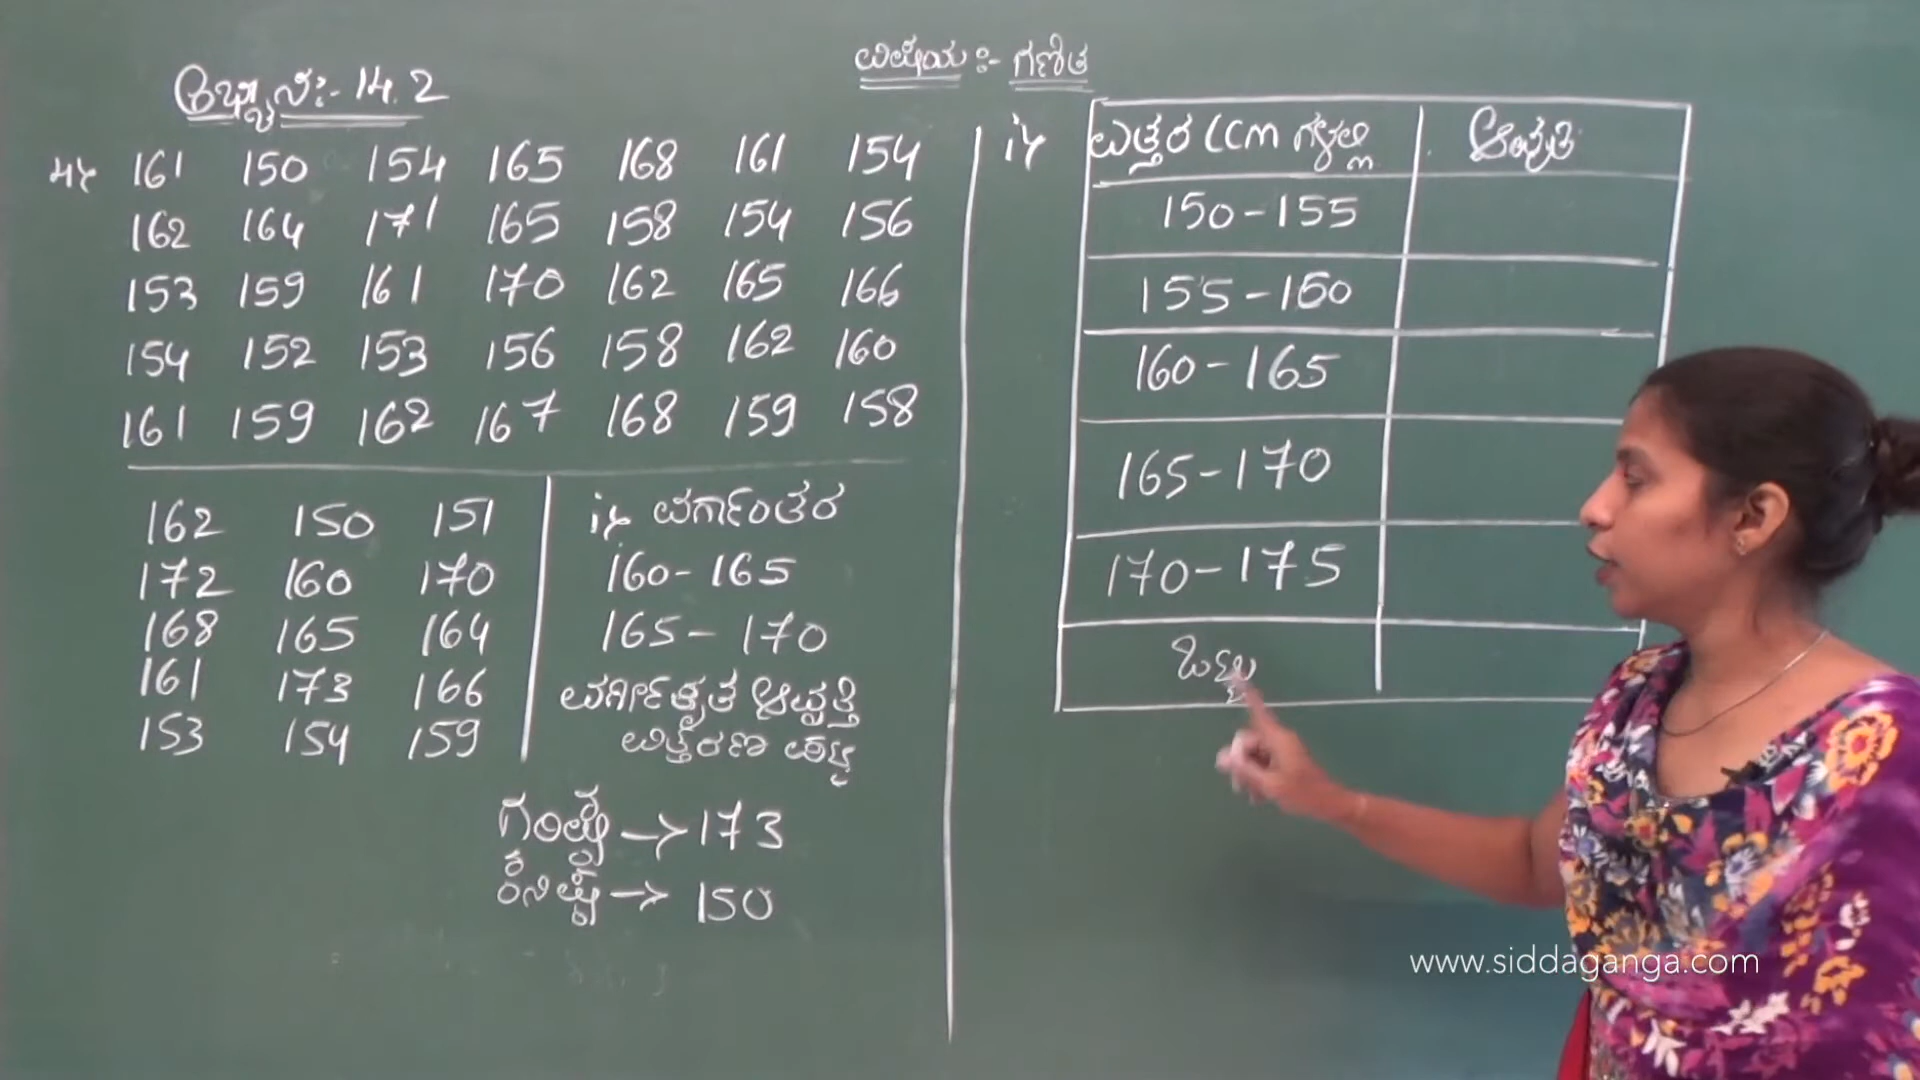 ವಿಷಯ :- ಗಣಿತ
ಅಭ್ಯಾಸ :- 14.2
4) 161 150 154 165 168 161 154
162 164 171 165 158 154 156
153 159 161 170 162 165 166
154 152 153 156 158 162 160
161 159 162 167 168 159 158
162 150 151
172 160 170
168 165 164
161 173 166
153 154 159
i) ವರ್ಗಾಂತರ
160-165
165-170
ವರ್ಗೀಕೃತ ಆವೃತ್ತಿ
ವಿತ್ತರಣಾ ಪಟ್ಟಿ
ಗರಿಷ್ಠ → 173
ಕನಿಷ್ಠ → 150
i) ಎತ್ತರ (cm ಗಳಲ್ಲಿ ಆವೃತ್ತಿ
150-155
155-160
160-165
165-170
170-175
ಒಟ್ಟು
www.siddaganga.com